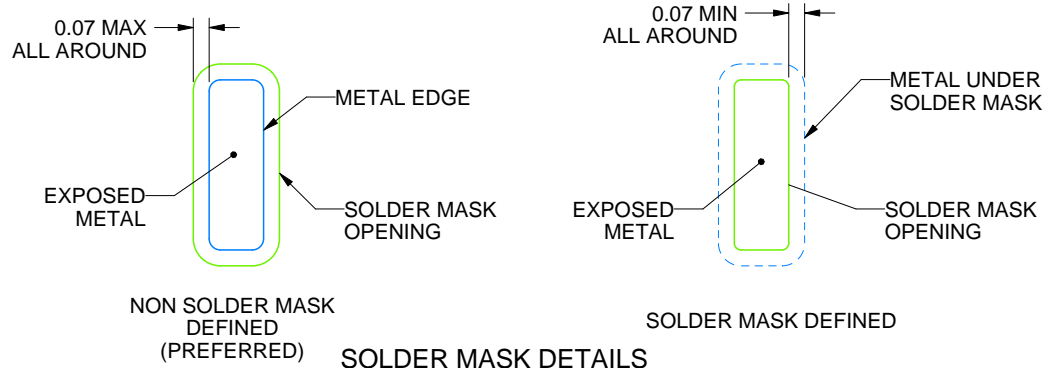 0.07 MAX
ALL AROUND
METAL EDGE
EXPOSED
METAL
SOLDER MASK
OPENING
NON SOLDER MASK
DEFINED
(PREFERRED)
0.07 MIN
ALL AROUND
METAL UNDER
SOLDER MASK
EXPOSED
METAL
SOLDER MASK
OPENING
SOLDER MASK DEFINED
SOLDER MASK DETAILS